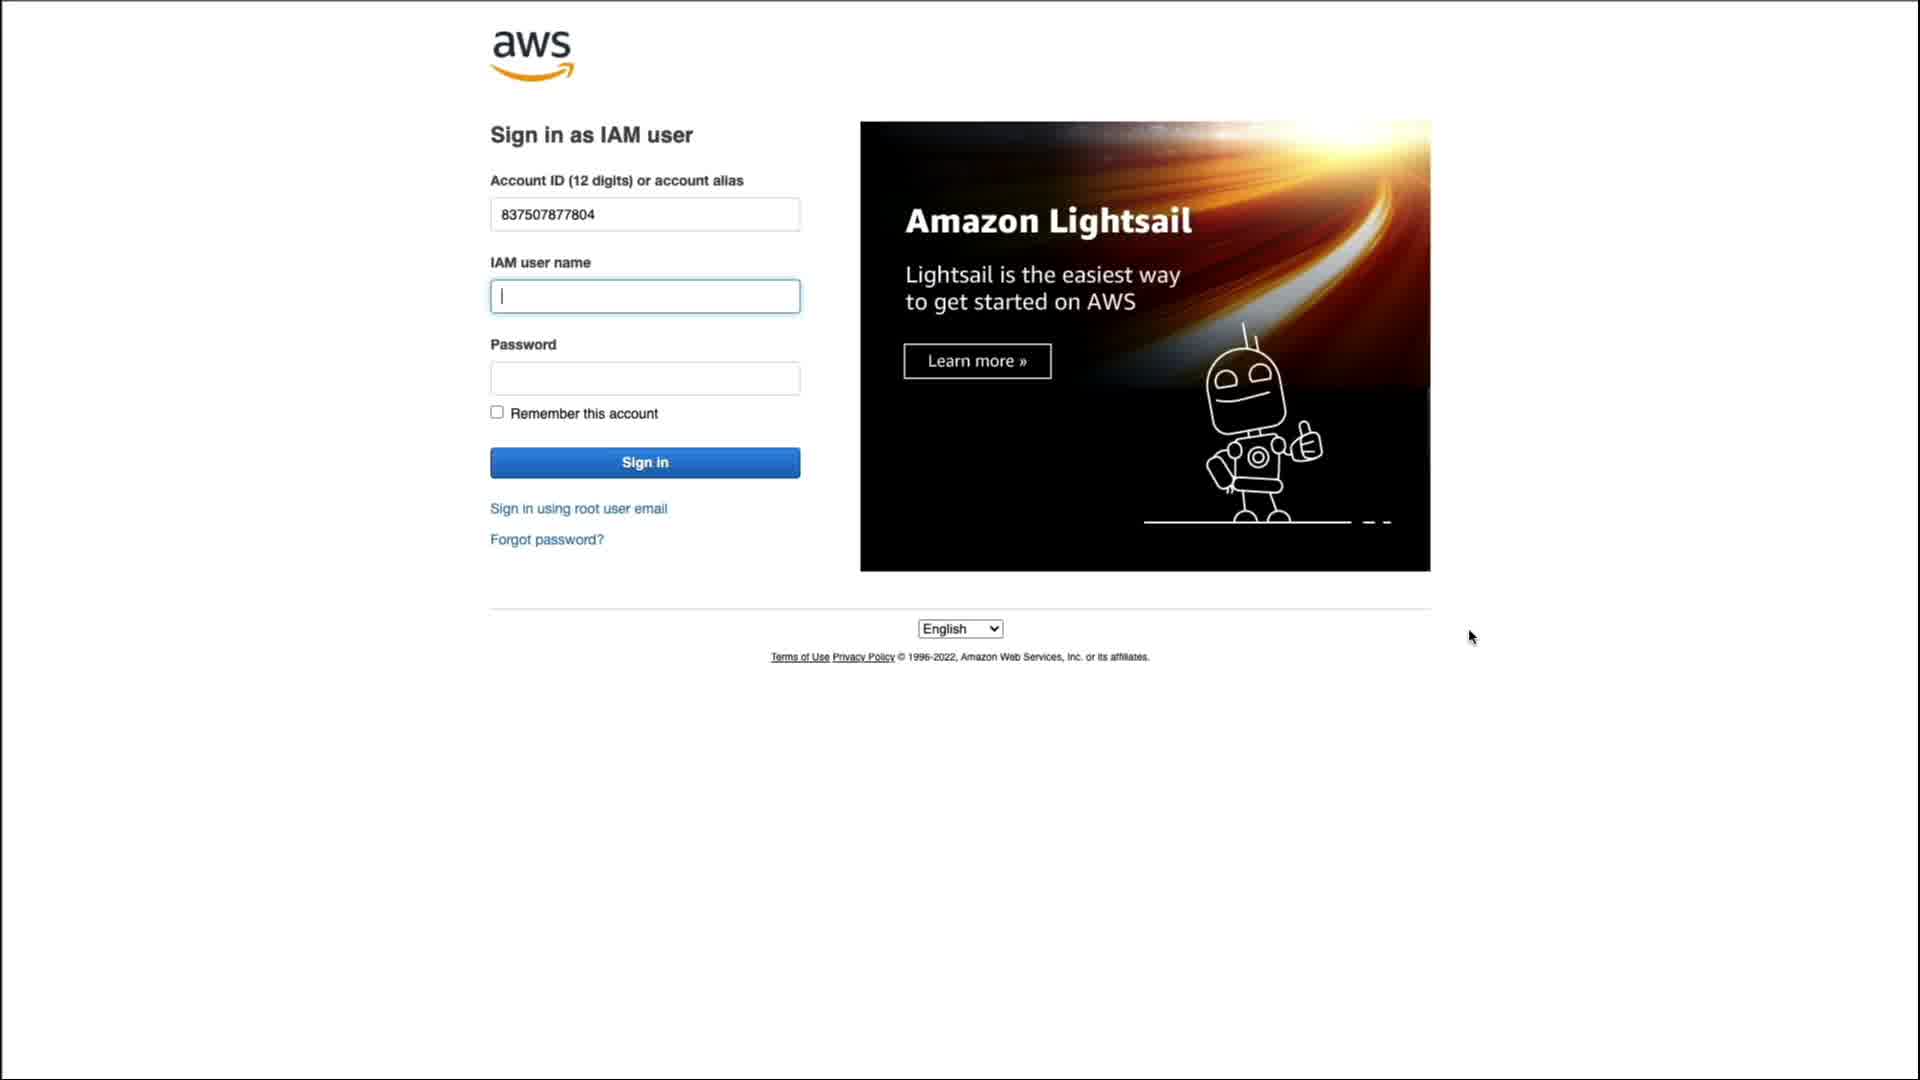 aws
Sign in as IAM user
Account ID (12 digits) or account alias
837507877804
IAM user name
Password
Remember this account
Sign in
Sign in using root user email
Forgot password?
Amazon Lightsail
Lightsail is the easiest way
to get started on AWS
Learn more »
English
Terms of Use Privacy Policy © 1996-2022, Amazon Web Services, Inc. or its affiliates.